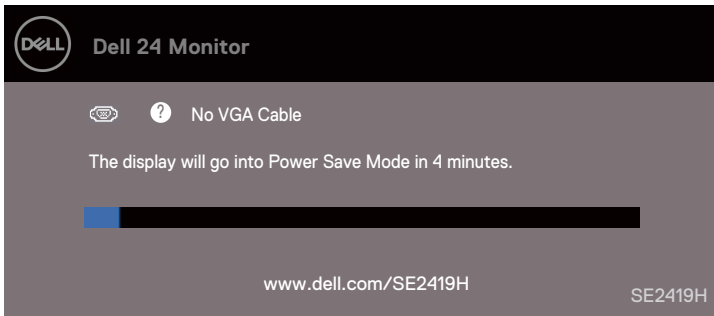 DELL
Dell 24 Monitor
? No VGA Cable
The display will go into Power Save Mode in 4 minutes.
www.dell.com/SE2419H
SE2419H